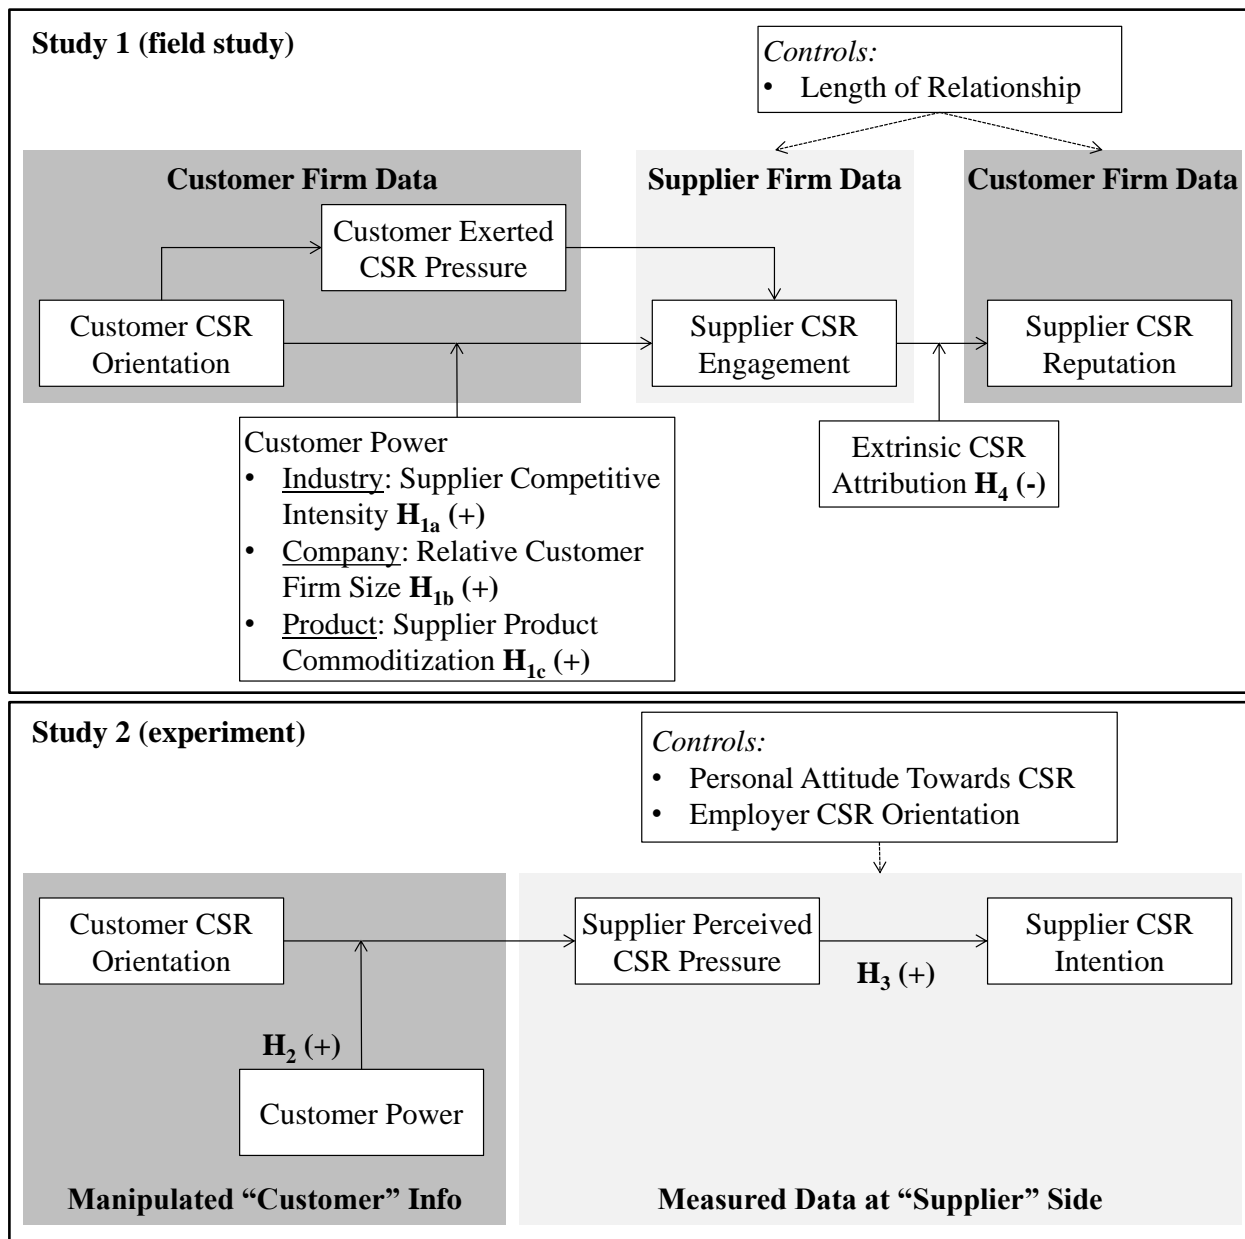 Study 1 (field study)
Controls:
• Length of Relationship
Customer Firm Data
Supplier Firm Data
Customer Firm Data
Customer Exerted
CSR Pressure
Customer CSR
Orientation
Supplier CSR
Engagement
Supplier CSR
Reputation
Customer Power
• Industry: Supplier Competitive
Intensity H1a (+)
• Company: Relative Customer
Firm Size H1b (+)
• Product: Supplier Product
Commoditization H1c (+)
Extrinsic CSR
Attribution H4 (-)
Study 2 (experiment)
Controls:
• Personal Attitude Towards CSR
• Employer CSR Orientation
Customer CSR
Orientation
Supplier Perceived
CSR Pressure
H3 (+)
Supplier CSR
Intention
H2 (+)
Customer Power
Manipulated “Customer” Info
Measured Data at “Supplier” Side